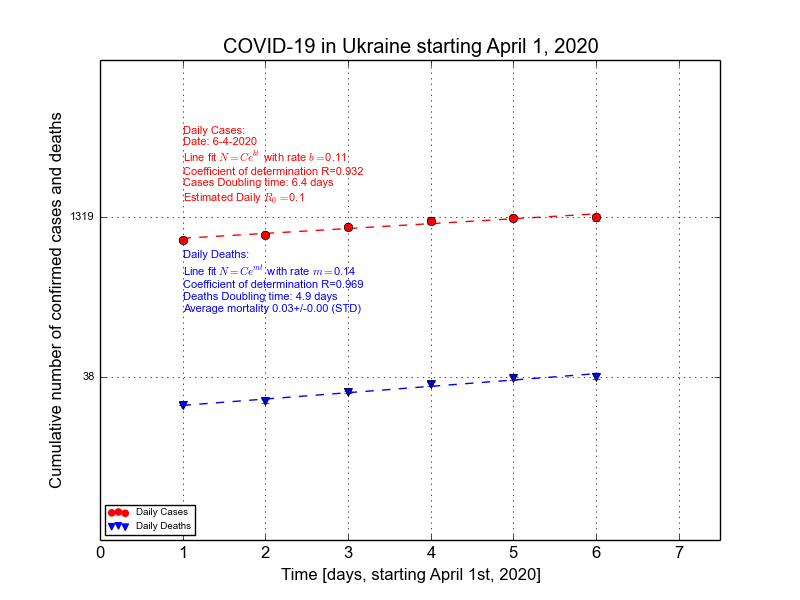 COVID-19 in Ukraine starting April 1, 2020
Cumulative number of confirmed cases and deaths
Daily Cases:
Date: 6-4-2020
Line fit N = Ce^{bt} with rate b =0.11
Coefficient of determination R=0.932
Cases Doubling time: 6.4 days
Estimated Daily R_0 =0.1
1319
Daily Deaths:
Line fit N = Ce^{mt} with rate m =0.14
Coefficient of determination R=0.969
Deaths Doubling time: 4.9 days
Average mortality 0.03+/-0.00 (STD)
38
Daily Cases
Daily Deaths
0 1 2 3 4 5 6 7
Time [days, starting April 1st, 2020]